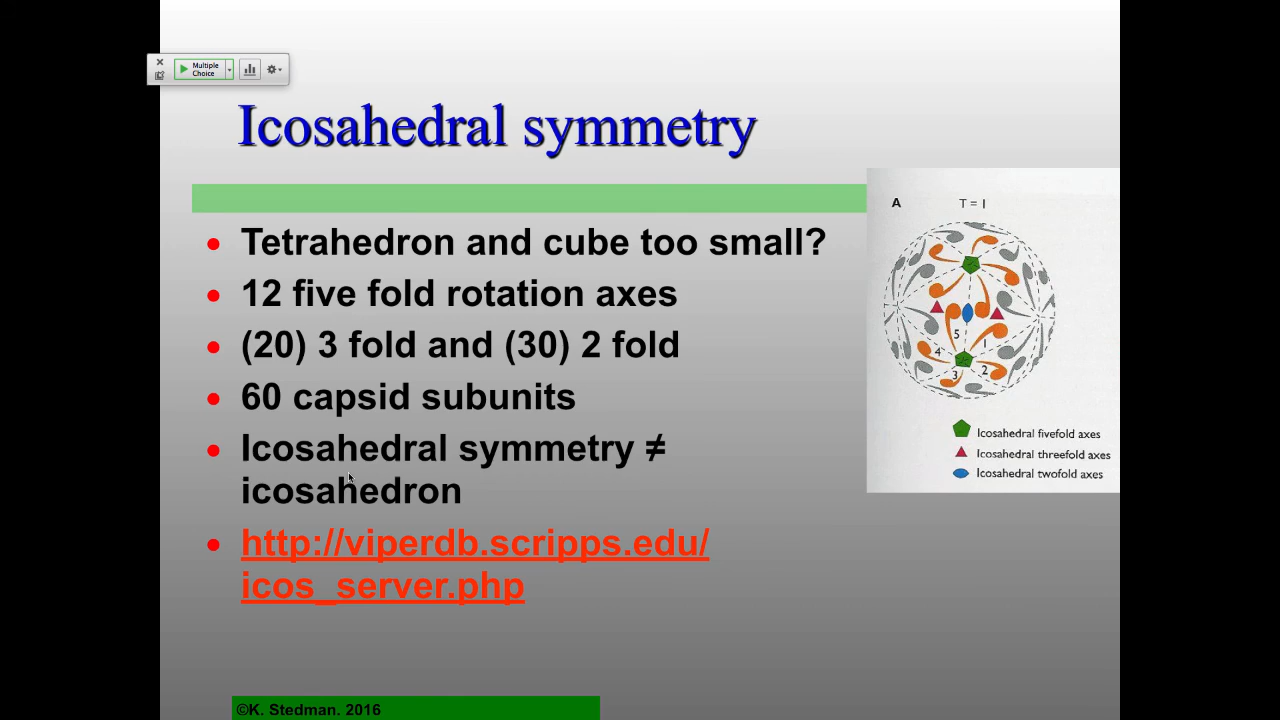 Multiple
Choice
Icosahedral symmetry
Tetrahedron and cube too small?
12 five fold rotation axes
(20) 3 fold and (30) 2 fold
60 capsid subunits
Icosahedral symmetry ≠
icosahedron
http://viperdb.scripps.edu/
icos_server.php
A T = 1
5
1
4
3
2
Icosahedral fivefold axes
Icosahedral threefold axes
Icosahedral twofold axes
©K. Stedman. 2016